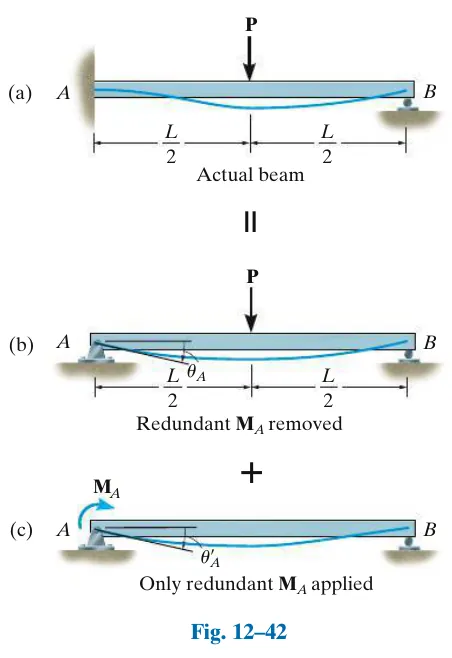 P
(a) A B
L/2 L/2
Actual beam
=
P
(b) A B
θA
L/2 L/2
Redundant MA removed
+
MA
(c) A B
θ′A
Only redundant MA applied
Fig. 12–42